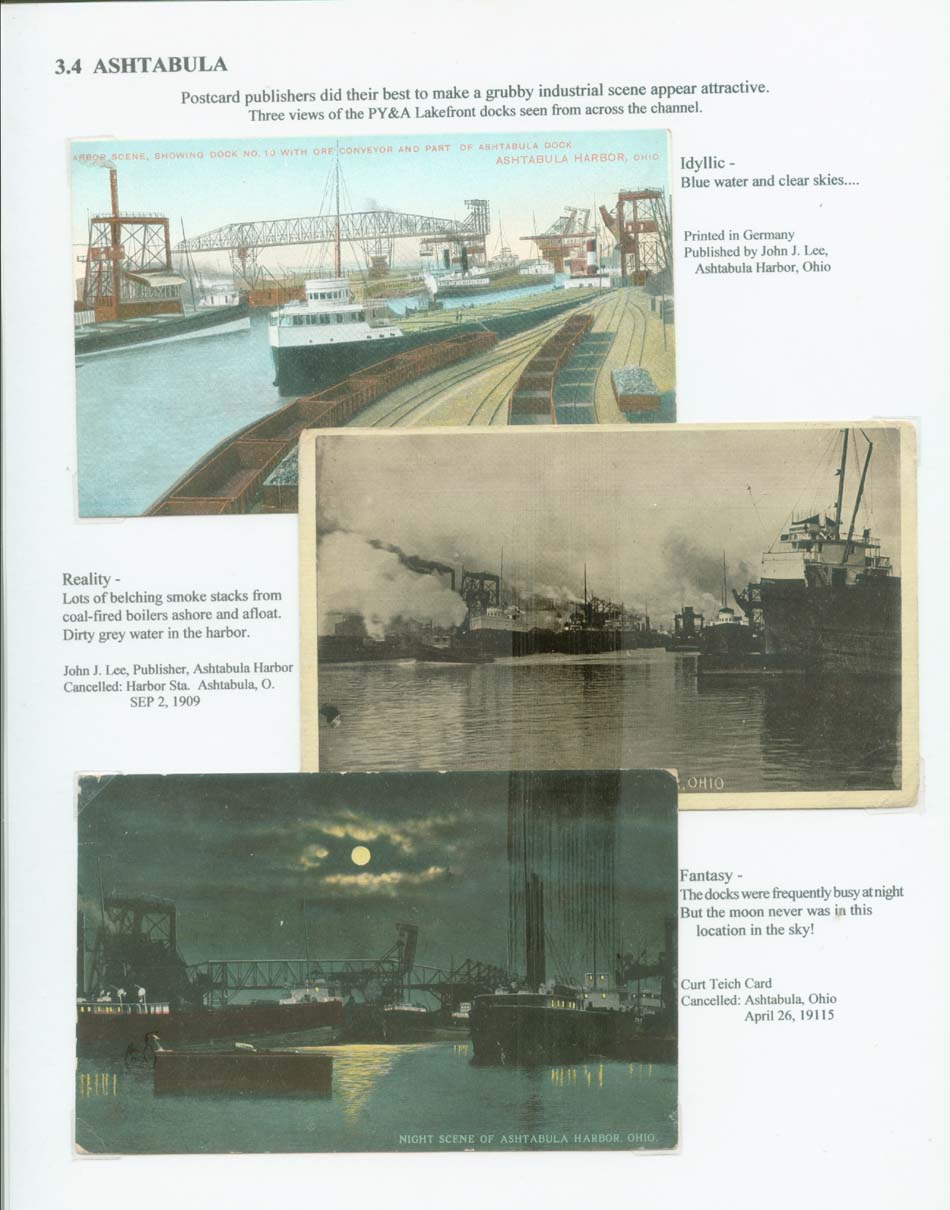 3.4 ASHTABULA
Postcard publishers did their best to make a grubby industrial scene appear attractive.
Three views of the PY&A Lakefront docks seen from across the channel.
ARBOR SCENE, SHOWING DOCK NO. 10 WITH ORE CONVEYOR AND PART OF ASHTABULA DOCK
ASHTABULA HARBOR, OHIO
Idyllic -
Blue water and clear skies....
Printed in Germany
Published by John J. Lee,
Ashtabula Harbor, Ohio
Reality -
Lots of belching smoke stacks from
coal-fired boilers ashore and afloat.
Dirty grey water in the harbor.
John J. Lee, Publisher, Ashtabula Harbor
Cancelled: Harbor Sta. Ashtabula, O.
SEP 2, 1909
, OHIO
Fantasy -
The docks were frequently busy at night
But the moon never was in this
location in the sky!
Curt Teich Card
Cancelled: Ashtabula, Ohio
April 26, 19115
NIGHT SCENE OF ASHTABULA HARBOR, OHIO.